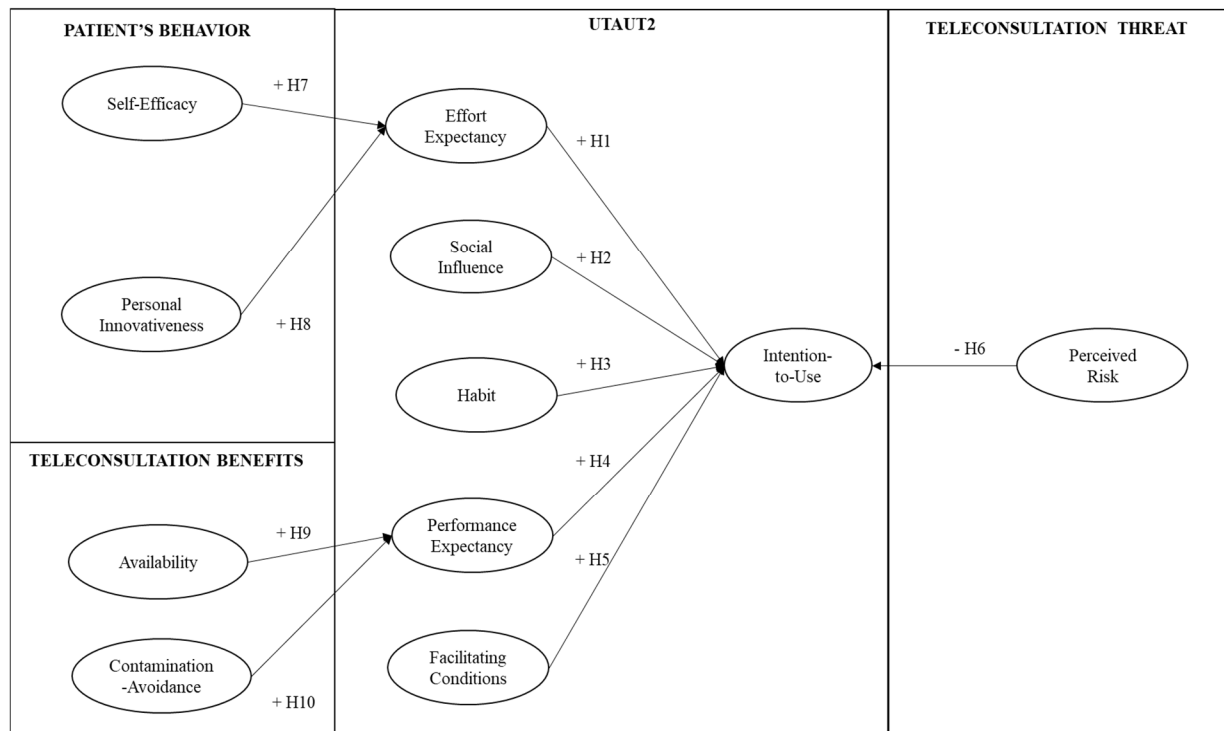 PATIENT'S BEHAVIOR
UTAUT2
TELECONSULTATION THREAT
Self-Efficacy
+ H7
Effort
Expectancy
+ H1
Social
Influence
+ H2
Personal
Innovativeness
+ H8
Habit
+ H3
Intention-
to-Use
- H6
Perceived
Risk
TELECONSULTATION BENEFITS
+ H4
Availability
+ H9
Performance
Expectancy
+ H5
Contamination
-Avoidance
+ H10
Facilitating
Conditions